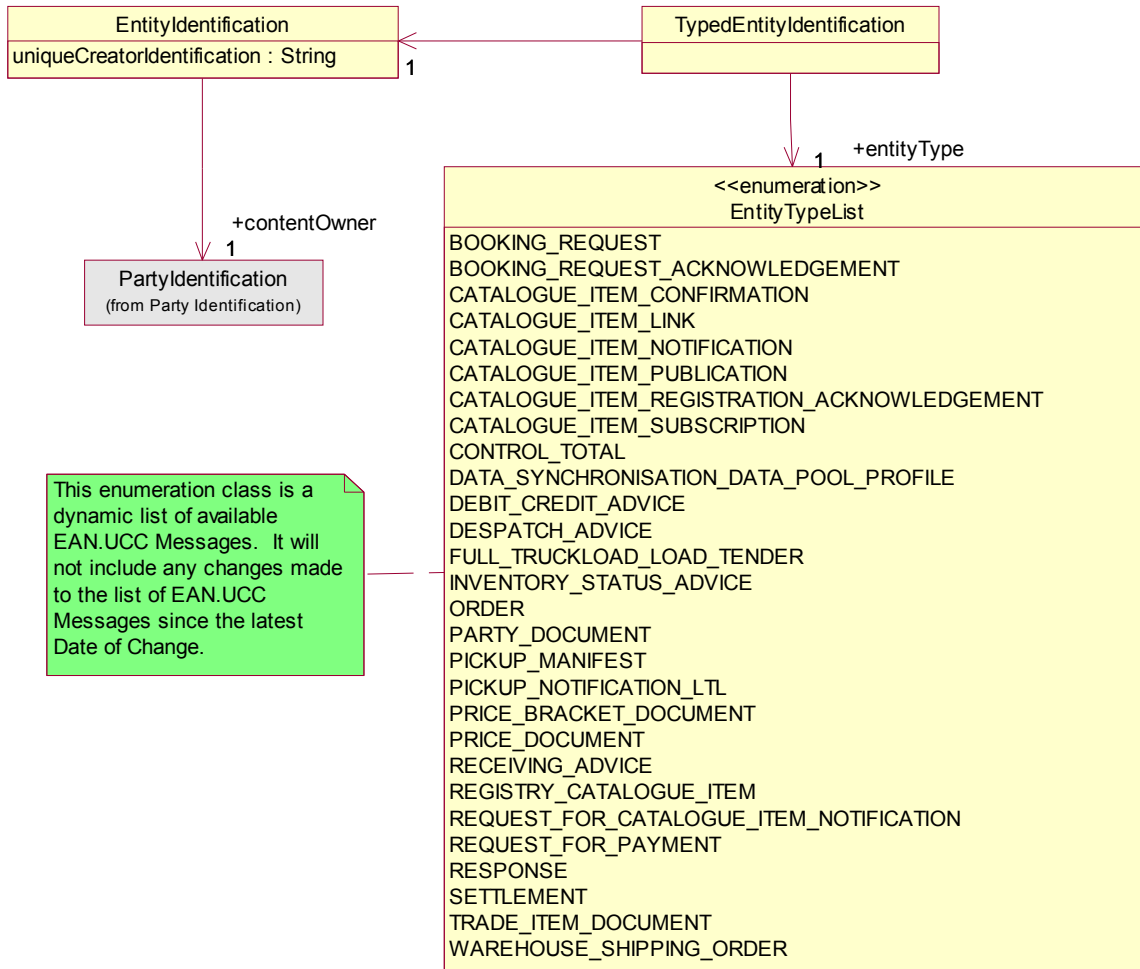 EntityIdentification
uniqueCreatorIdentification : String
TypedEntityIdentification
1
+contentOwner
1
PartyIdentification
(from Party Identification)
+entityType
1
<<enumeration>>
EntityTypeList
BOOKING_REQUEST
BOOKING_REQUEST_ACKNOWLEDGEMENT
CATALOGUE_ITEM_CONFIRMATION
CATALOGUE_ITEM_LINK
CATALOGUE_ITEM_NOTIFICATION
CATALOGUE_ITEM_PUBLICATION
CATALOGUE_ITEM_REGISTRATION_ACKNOWLEDGEMENT
CATALOGUE_ITEM_SUBSCRIPTION
CONTROL_TOTAL
DATA_SYNCHRONISATION_DATA_POOL_PROFILE
DEBIT_CREDIT_ADVICE
DESPATCH_ADVICE
FULL_TRUCKLOAD_LOAD_TENDER
INVENTORY_STATUS_ADVICE
ORDER
PARTY_DOCUMENT
PICKUP_MANIFEST
PICKUP_NOTIFICATION_LTL
PRICE_BRACKET_DOCUMENT
PRICE_DOCUMENT
RECEIVING_ADVICE
REGISTRY_CATALOGUE_ITEM
REQUEST_FOR_CATALOGUE_ITEM_NOTIFICATION
REQUEST_FOR_PAYMENT
RESPONSE
SETTLEMENT
TRADE_ITEM_DOCUMENT
WAREHOUSE_SHIPPING_ORDER
This enumeration class is a
dynamic list of available
EAN.UCC Messages. It will
not include any changes made
to the list of EAN.UCC
Messages since the latest
Date of Change.